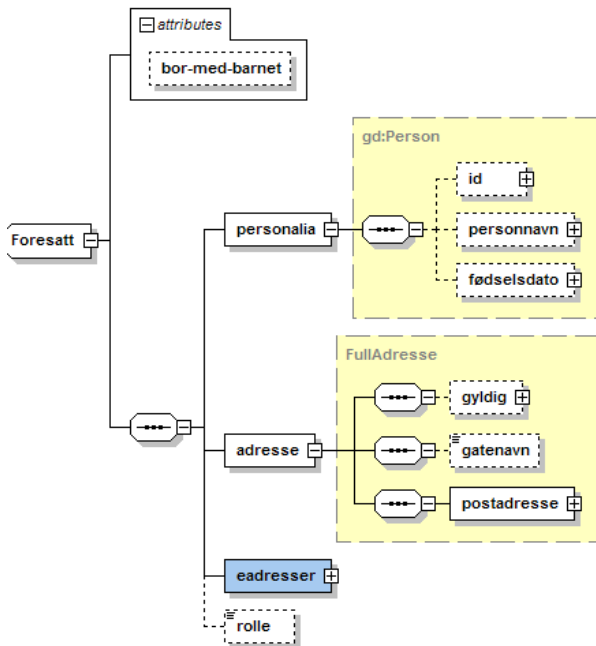 attributes
bor-med-barnet
gd:Person
id
personalia
personnavn
Foresatt
fødselsdato
FullAdresse
gyldig
adresse
gatenavn
postadresse
eadresser
rolle